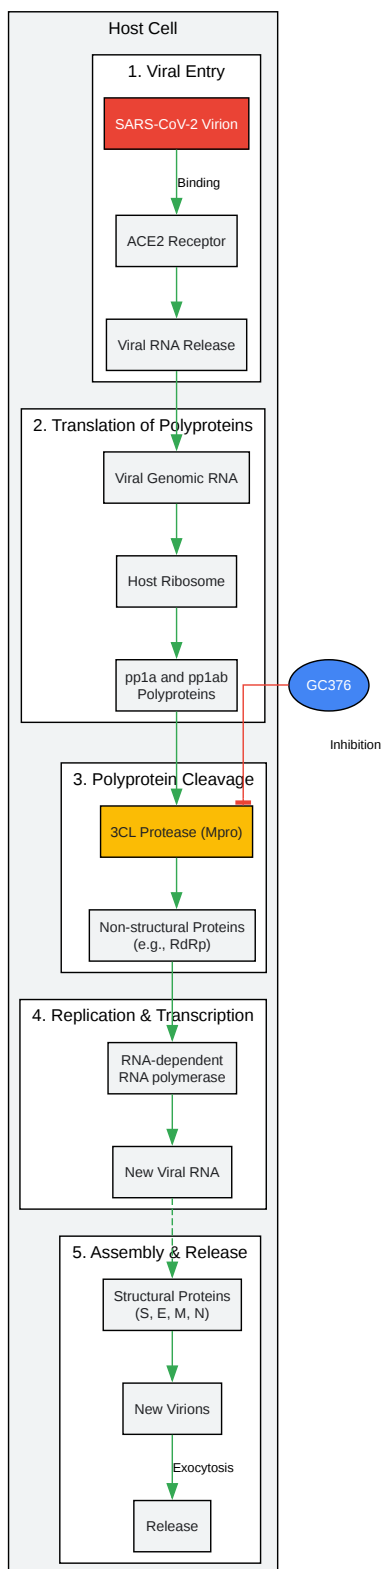 Host Cell
1. Viral Entry
SARS-CoV-2 Virion
Binding
ACE2 Receptor
Viral RNA Release
2. Translation of Polyproteins
Viral Genomic RNA
Host Ribosome
pp1a and pp1ab
Polyproteins
GC376
Inhibition
3. Polyprotein Cleavage
3CL Protease (Mpro)
Non-structural Proteins
(e.g., RdRp)
4. Replication & Transcription
RNA-dependent
RNA polymerase
New Viral RNA
5. Assembly & Release
Structural Proteins
(S, E, M, N)
New Virions
Exocytosis
Release